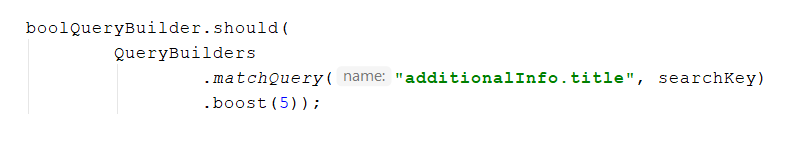 boolQueryBuilder.should(
QueryBuilders
.matchQuery( name: "additionalInfo.title", searchKey)
.boost(5));